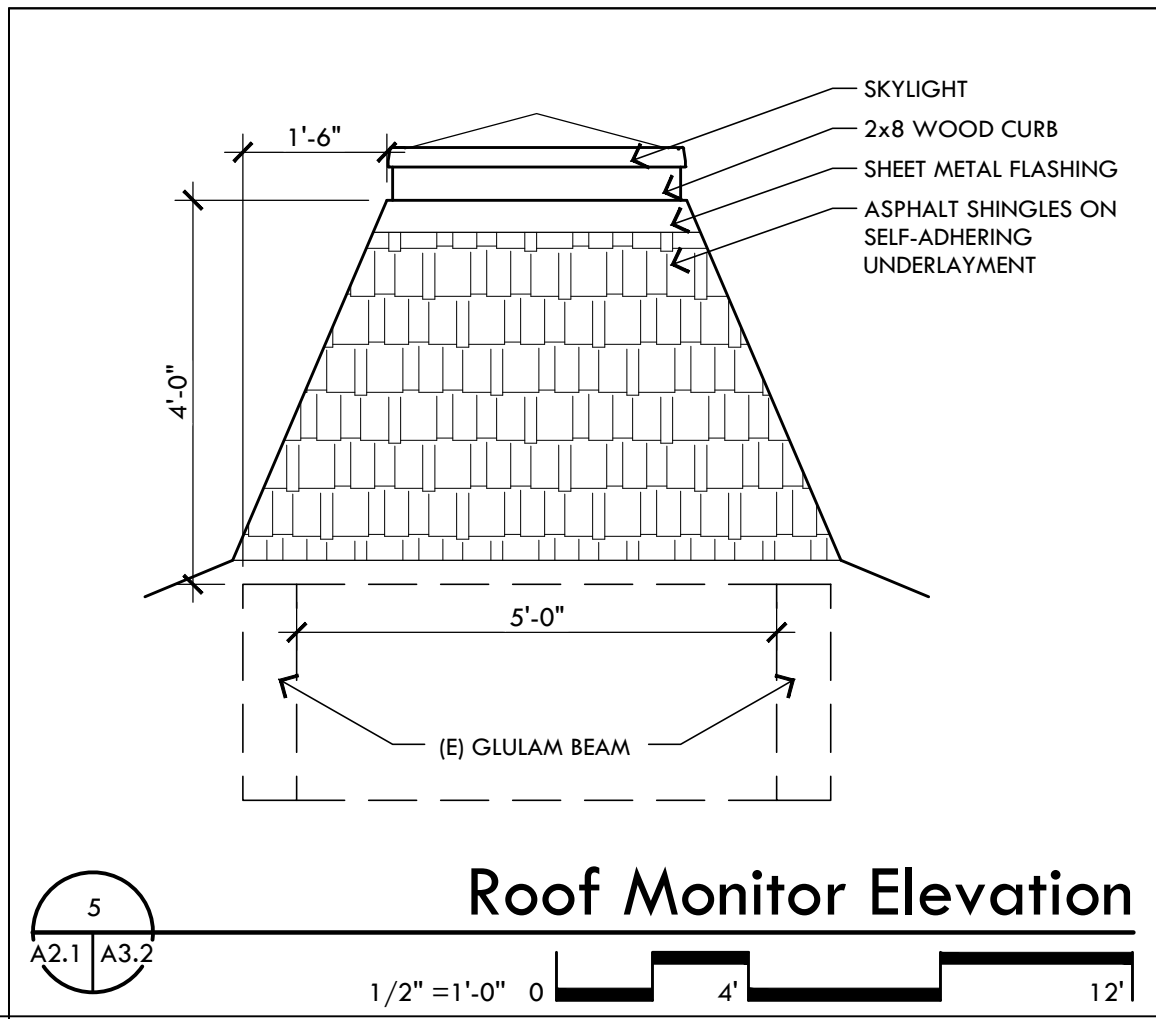 SKYLIGHT
1'-6"
2x8 WOOD CURB
SHEET METAL FLASHING
ASPHALT SHINGLES ON
SELF-ADHERING
UNDERLAYMENT
4'-0"
5'-0"
(E) GLULAM BEAM
Roof Monitor Elevation
5
A2.1 A3.2
1/2" =1'-0" 0 4' 12'